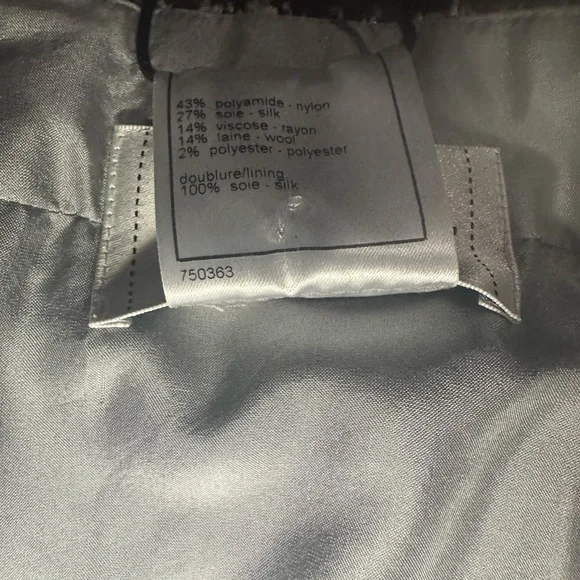 43% polyamide - nylon
27% soie - silk
14% viscose - rayon
14% laine - wool
2% polyester - polyester
doublure/lining
100% soie - silk
750363